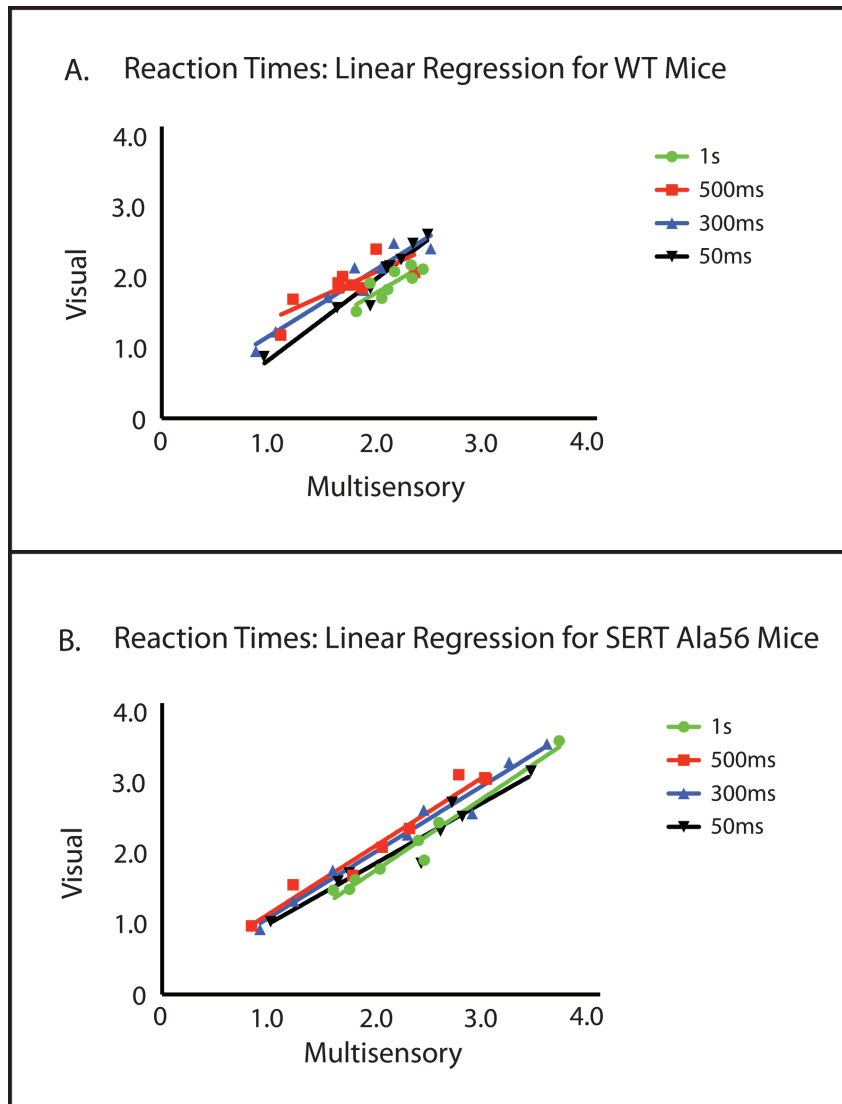 A. Reaction Times: Linear Regression for WT Mice
4.0
3.0
2.0
1.0
0
Visual
0 1.0 2.0 3.0 4.0
Multisensory
1s
500ms
300ms
50ms
B. Reaction Times: Linear Regression for SERT Ala56 Mice
4.0
3.0
2.0
1.0
0
Visual
0 1.0 2.0 3.0 4.0
Multisensory
1s
500ms
300ms
50ms